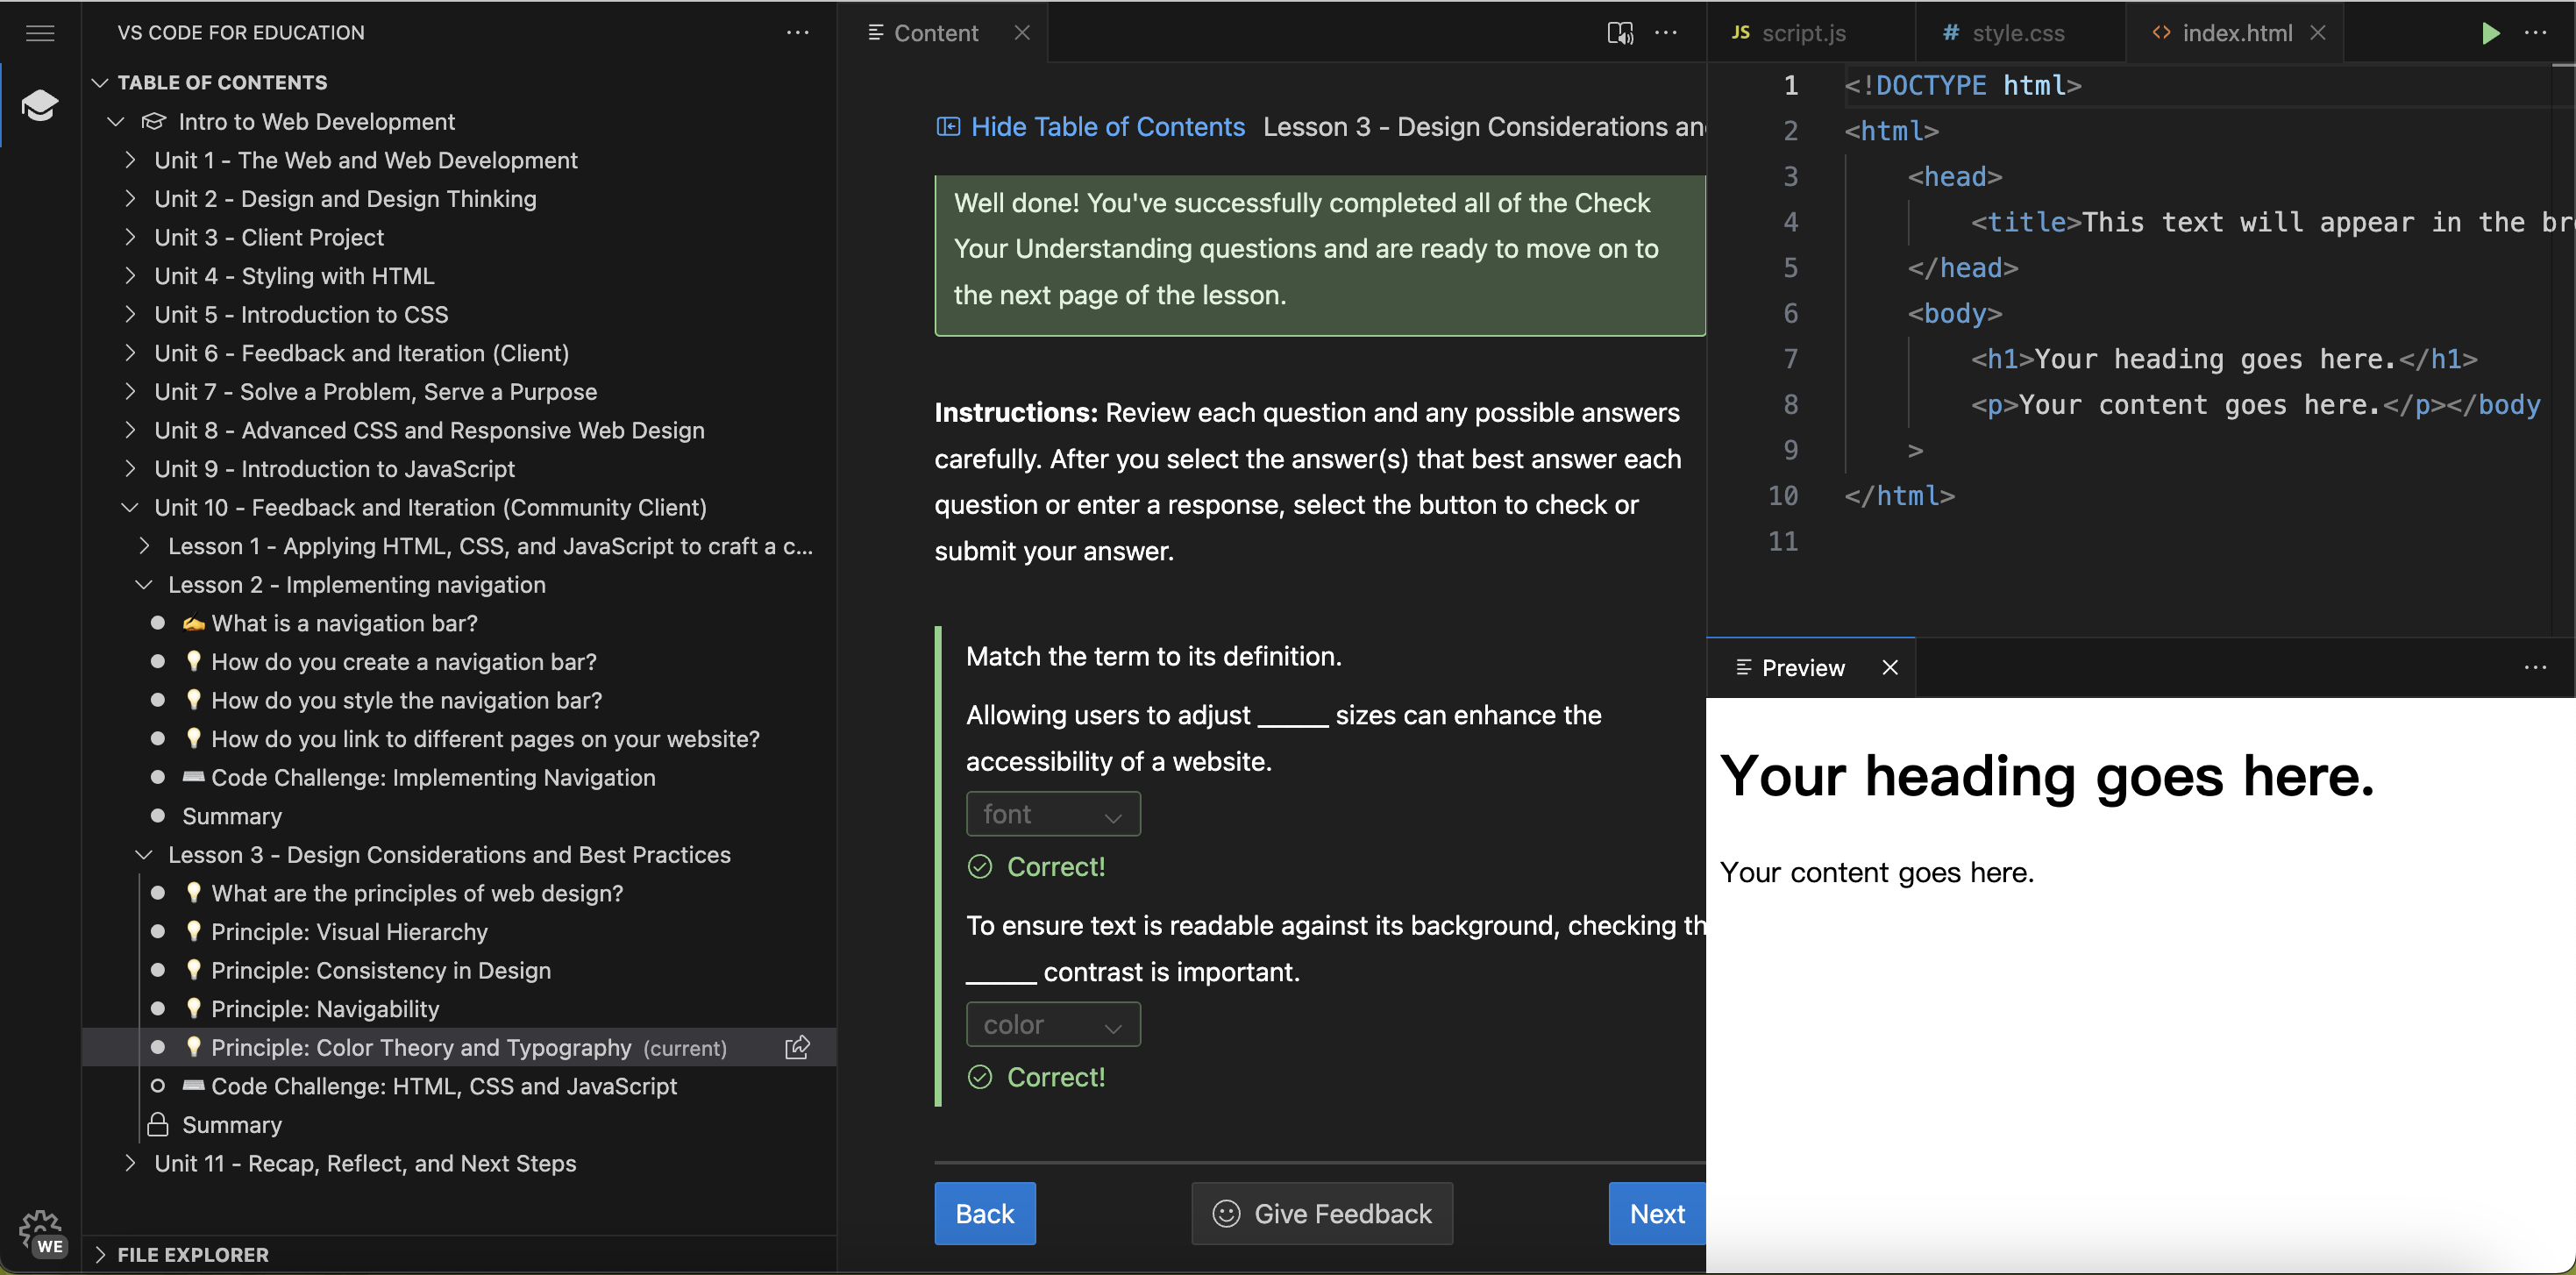 VS CODE FOR EDUCATION
TABLE OF CONTENTS
Intro to Web Development
Unit 1 - The Web and Web Development
Unit 2 - Design and Design Thinking
Unit 3 - Client Project
Unit 4 - Styling with HTML
Unit 5 - Introduction to CSS
Unit 6 - Feedback and Iteration (Client)
Unit 7 - Solve a Problem, Serve a Purpose
Unit 8 - Advanced CSS and Responsive Web Design
Unit 9 - Introduction to JavaScript
Unit 10 - Feedback and Iteration (Community Client)
Lesson 1 - Applying HTML, CSS, and JavaScript to craft a c...
Lesson 2 - Implementing navigation
✍️ What is a navigation bar?
💡 How do you create a navigation bar?
💡 How do you style the navigation bar?
💡 How do you link to different pages on your website?
⌨️ Code Challenge: Implementing Navigation
Summary
Lesson 3 - Design Considerations and Best Practices
💡 What are the principles of web design?
💡 Principle: Visual Hierarchy
💡 Principle: Consistency in Design
💡 Principle: Navigability
💡 Principle: Color Theory and Typography (current)
⌨️ Code Challenge: HTML, CSS and JavaScript
Summary
Unit 11 - Recap, Reflect, and Next Steps
WE
FILE EXPLORER
Content
Hide Table of Contents Lesson 3 - Design Considerations an
Well done! You've successfully completed all of the Check
Your Understanding questions and are ready to move on to
the next page of the lesson.
Instructions: Review each question and any possible answers
carefully. After you select the answer(s) that best answer each
question or enter a response, select the button to check or
submit your answer.
Match the term to its definition.
Allowing users to adjust _____ sizes can enhance the
accessibility of a website.
font
Correct!
To ensure text is readable against its background, checking th
_____ contrast is important.
color
Correct!
Back
Give Feedback
Next
JS script.js
# style.css
<> index.html
1 <!DOCTYPE html>
2 <html>
3 <head>
4 <title>This text will appear in the br
5 </head>
6 <body>
7 <h1>Your heading goes here.</h1>
8 <p>Your content goes here.</p></body
9 >
10 </html>
11
Preview
Your heading goes here.
Your content goes here.